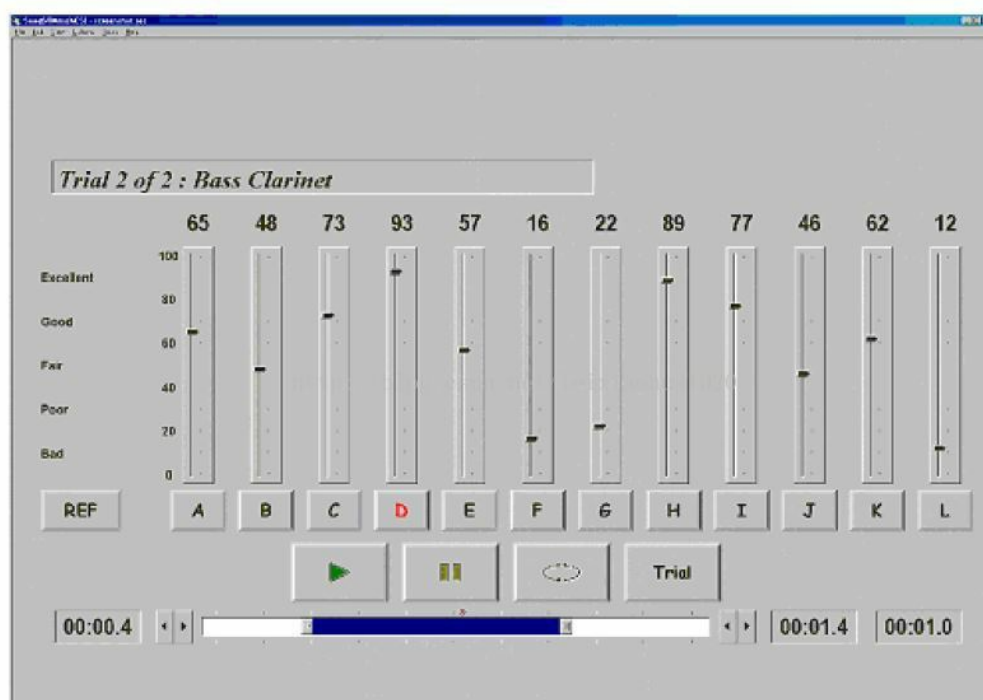 Trial 2 of 2 : Bass Clarinet
65 48 73 93 57 16 22 89 77 46 62 12
100
Excellent
80
Good
60
Fair
40
Poor
20
Bad
0
REF A B C D E F G H I J K L
Trial
00:00.4 00:01.4 00:01.0